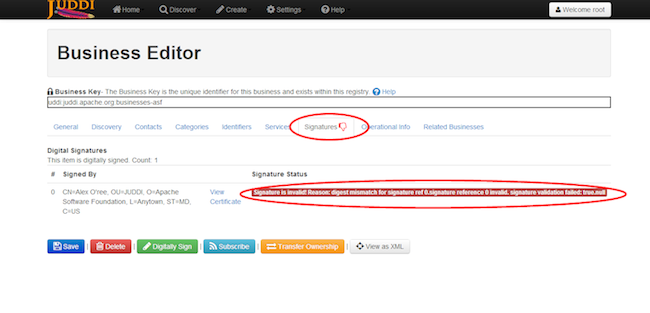 JUDDI
Home Discover Create Settings Help Welcome root
Business Editor
Business Key- The Business Key is the unique identifier for this business and exists within this registry. Help
uddi:juddi.apache.org:businesses-asf
General Discovery Contacts Categories Identifiers Services Signatures Operational Info Related Businesses
Digital Signatures
This item is digitally signed. Count: 1
# Signed By Signature Status
0 CN=Alex O'ree, OU=JUDDI, O=Apache View Signature is invalid Reason: digest mismatch for signature ref 0.signature reference 0 invalid. signature validation failed:
Software Foundation, L=Anytown, ST=MD, Certificate
C=US
Save | Delete | Digitally Sign | Subscribe | Transfer Ownership | View as XML